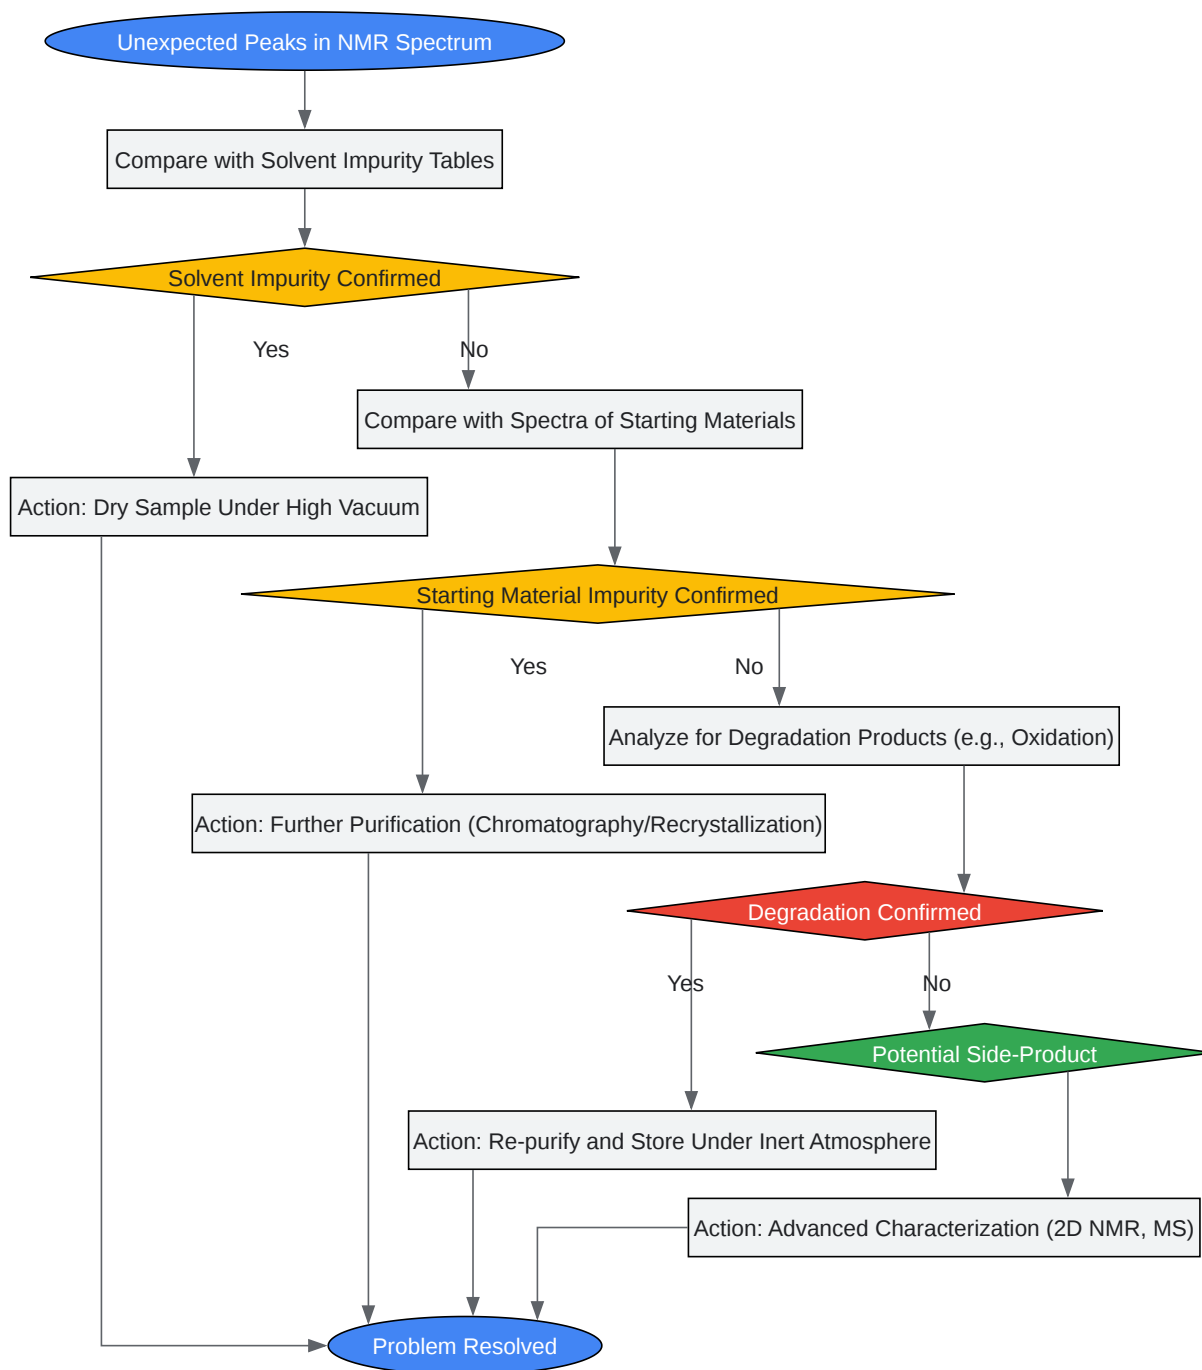 Unexpected Peaks in NMR Spectrum
Compare with Solvent Impurity Tables
Solvent Impurity Confirmed
Yes
No
Compare with Spectra of Starting Materials
Action: Dry Sample Under High Vacuum
Starting Material Impurity Confirmed
Yes
No
Analyze for Degradation Products (e.g., Oxidation)
Action: Further Purification (Chromatography/Recrystallization)
Degradation Confirmed
Yes
No
Potential Side-Product
Action: Re-purify and Store Under Inert Atmosphere
Action: Advanced Characterization (2D NMR, MS)
Problem Resolved